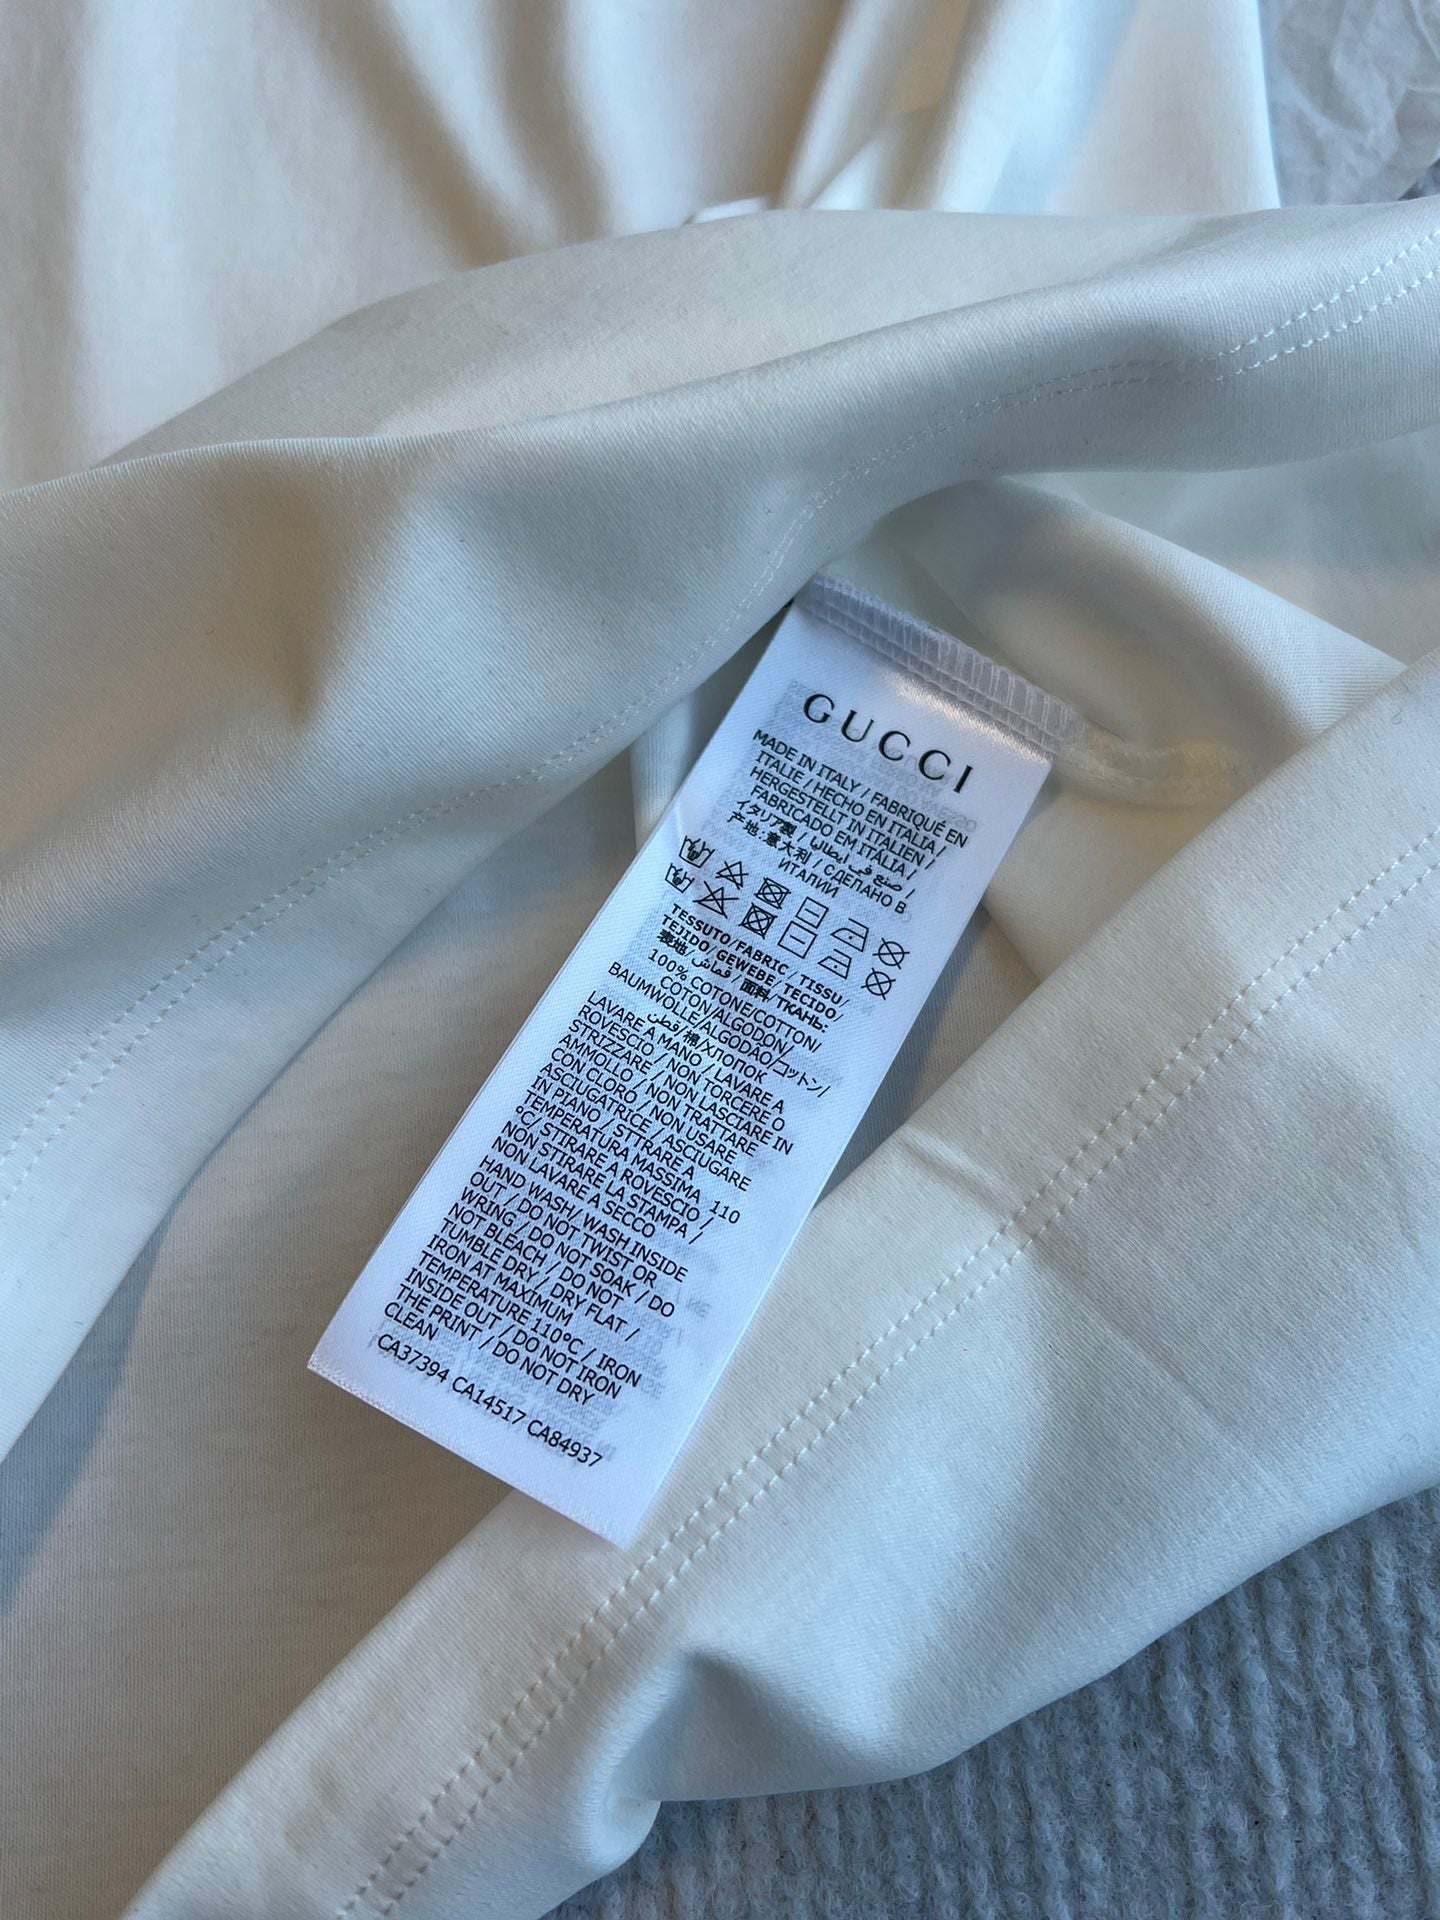 GUCCI
MADE IN ITALY / FABRIQUÉ EN
ITALIE / HECHO EN ITALIA /
HERGESTELLT IN ITALIEN /
FABRICADO EM ITÁLIA /
イタリア製 / صنع في ايطاليا /
产地:意大利 / СДЕЛАНО В
ИТАЛИИ
TESSUTO/FABRIC / TISSU/
TEJIDO/GEWEBE/TECIDO/
表地/ قماش / 面料/ТКАНЬ:
100% COTONE/COTTON/
COTON/ALGODON/
BAUMWOLLE/ALGODÃO/コットン/
قطن/棉/ХЛОПОК
LAVARE A MANO / LAVARE A
ROVESCIO / NON TORCERE O
STRIZZARE / NON LASCIARE IN
AMMOLLO / NON TRATTARE
CON CLORO / NON USARE
ASCIUGATRICE / ASCIUGARE
IN PIANO / STTRARE A
TEMPERATURA MASSIMA 110
°C/ STIRARE A ROVESCIO /
NON STIRARE LA STAMPA /
NON LAVARE A SECCO
HAND WASH/ WASH INSIDE
OUT / DO NOT TWIST OR
WRING / DO NOT SOAK / DO
NOT BLEACH / DO NOT
TUMBLE DRY / DRY FLAT /
IRON AT MAXIMUM
TEMPERATURE 110°C / IRON
INSIDE OUT / DO NOT IRON
THE PRINT / DO NOT DRY
CLEAN
CA37394 CA14517 CA84937